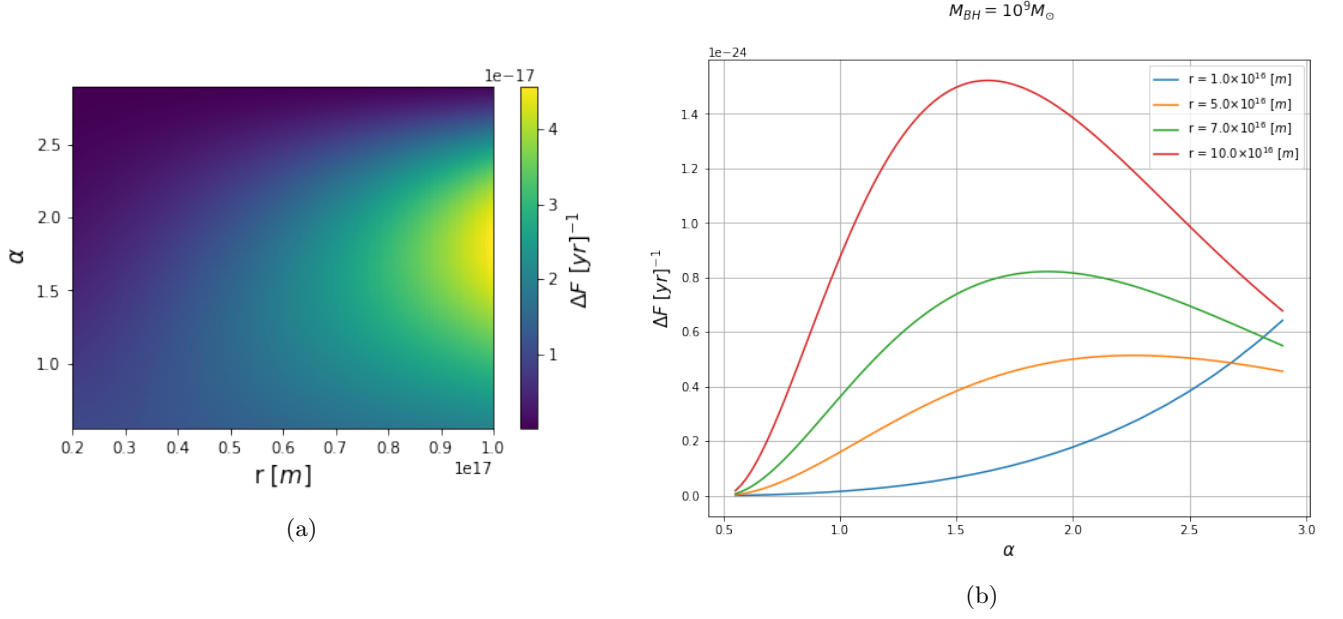 1e−17
α
2.5
2.0
1.5
1.0
0.2 0.3 0.4 0.5 0.6 0.7 0.8 0.9 1.0
1e17
r [m]
4
3
2
1
ΔF [yr]⁻¹
(a)
M_BH = 10⁹M_⊙
1e−24
1.4
1.2
1.0
0.8
0.6
0.4
0.2
0.0
ΔF [yr]⁻¹
r = 1.0×10¹⁶ [m]
r = 5.0×10¹⁶ [m]
r = 7.0×10¹⁶ [m]
r = 10.0×10¹⁶ [m]
0.5 1.0 1.5 2.0 2.5 3.0
α
(b)